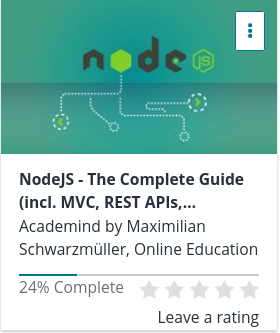 node
JS
NodeJS - The Complete Guide
(incl. MVC, REST APIs,...
Academind by Maximilian
Schwarzmüller, Online Education
24% Complete
Leave a rating